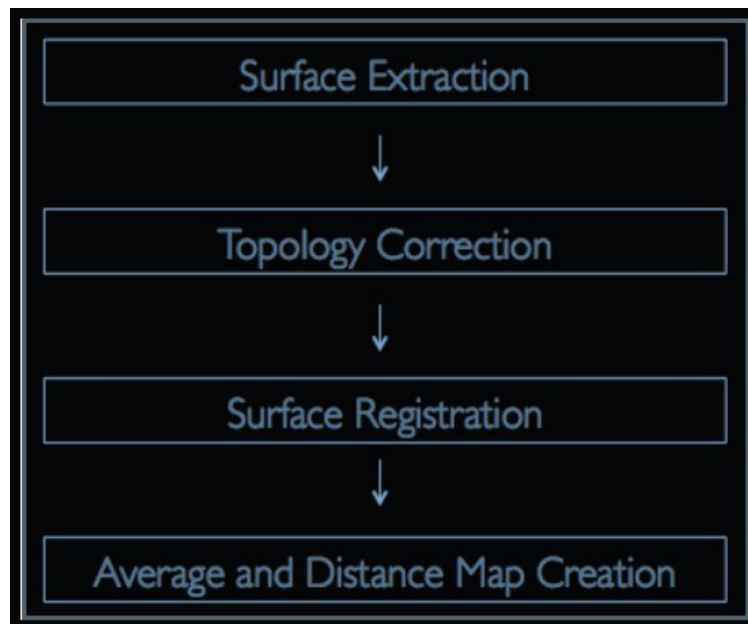 Surface Extraction
Topology Correction
Surface Registration
Average and Distance Map Creation